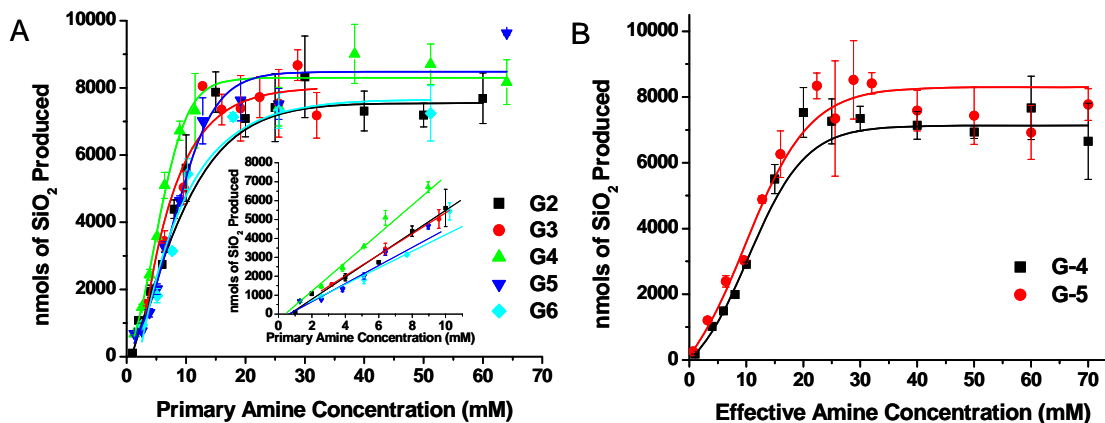 A
nmols of SiO2 Produced
10000
8000
6000
4000
2000
0
0 10 20 30 40 50 60 70
Primary Amine Concentration (mM)
nmols of SiO2 Produced
8000
7000
6000
5000
4000
3000
2000
1000
0
0 2 4 6 8 10
Primary Amine Concentration (mM)
G2
G3
G4
G5
G6
B
nmols of SiO2 Produced
10000
8000
6000
4000
2000
0
0 10 20 30 40 50 60 70
Effective Amine Concentration (mM)
G-4
G-5